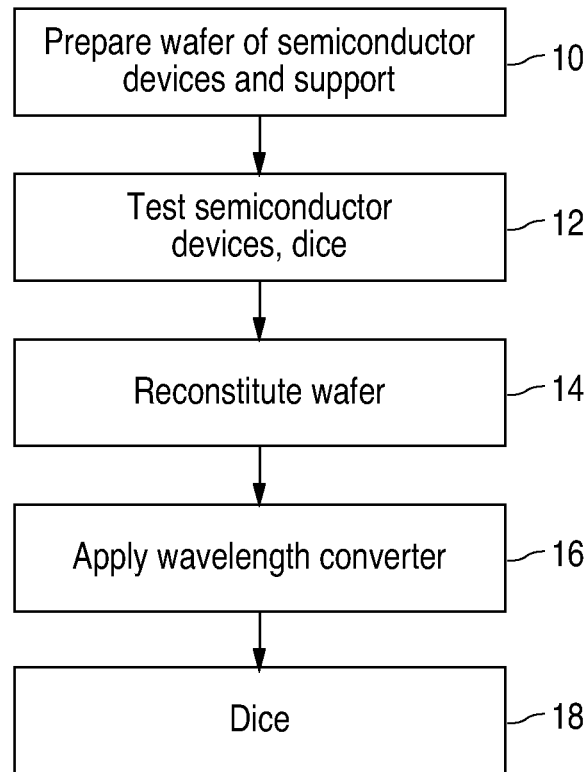 Prepare wafer of semiconductor
devices and support
10
Test semiconductor
devices, dice
12
Reconstitute wafer
14
Apply wavelength converter
16
Dice
18